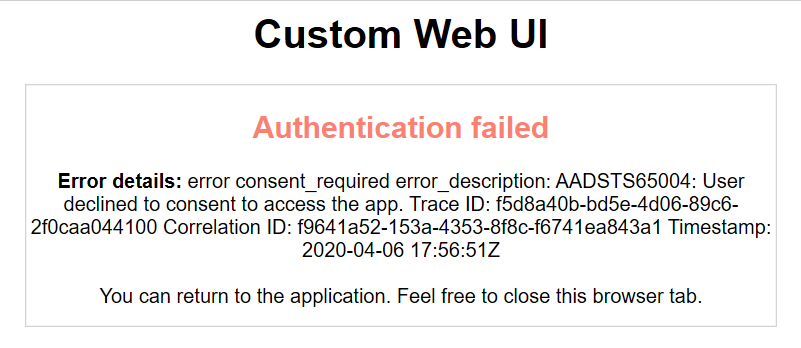 Custom Web UI
Authentication failed
Error details: error consent_required error_description: AADSTS65004: User
declined to consent to access the app. Trace ID: f5d8a40b-bd5e-4d06-89c6-
2f0caa044100 Correlation ID: f9641a52-153a-4353-8f8c-f6741ea843a1 Timestamp:
2020-04-06 17:56:51Z
You can return to the application. Feel free to close this browser tab.